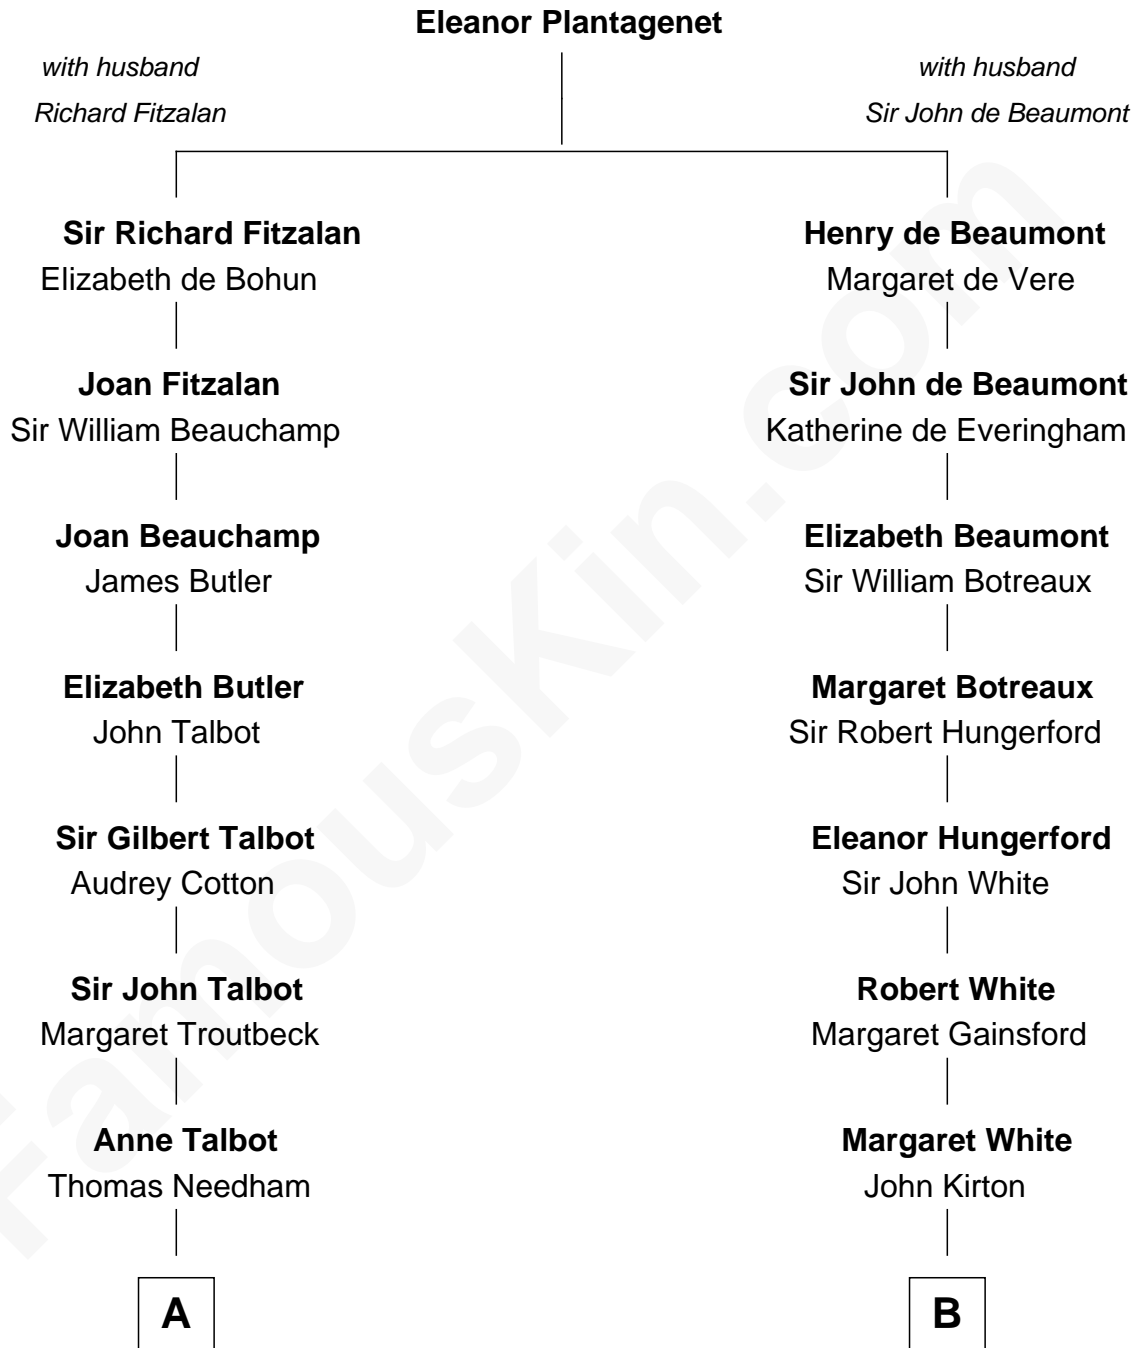 Eleanor Plantagenet
with husband
Richard Fitzalan
with husband
Sir John de Beaumont
Sir Richard Fitzalan
Elizabeth de Bohun
Joan Fitzalan
Sir William Beauchamp
Joan Beauchamp
James Butler
Elizabeth Butler
John Talbot
Sir Gilbert Talbot
Audrey Cotton
Sir John Talbot
Margaret Troutbeck
Anne Talbot
Thomas Needham
A
Henry de Beaumont
Margaret de Vere
Sir John de Beaumont
Katherine de Everingham
Elizabeth Beaumont
Sir William Botreaux
Margaret Botreaux
Sir Robert Hungerford
Eleanor Hungerford
Sir John White
Robert White
Margaret Gainsford
Margaret White
John Kirton
B
FamousKin.com